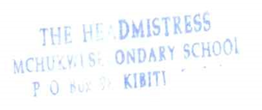 THE HEADMISTRESS
MCHUKWI SECONDARY SCHOOL
P O Box KIBITI